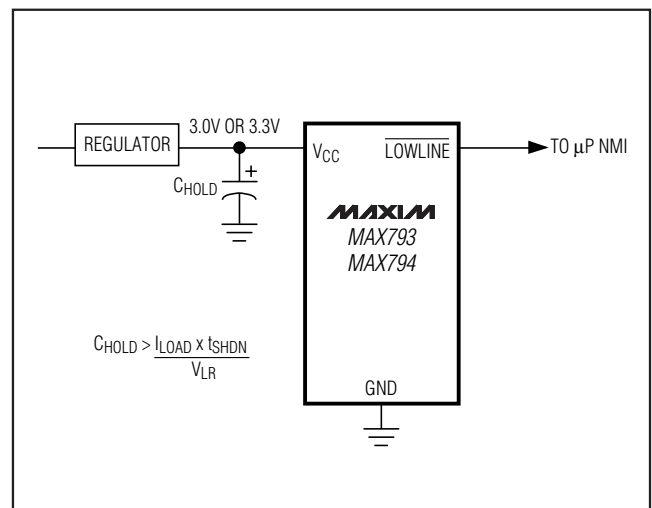 REGULATOR
3.0V OR 3.3V
+
CHOLD
VCC
LOWLINE
TO μP NMI
MAXIM
MAX793
MAX794
CHOLD > ILOAD x tSHDN
VLR
GND